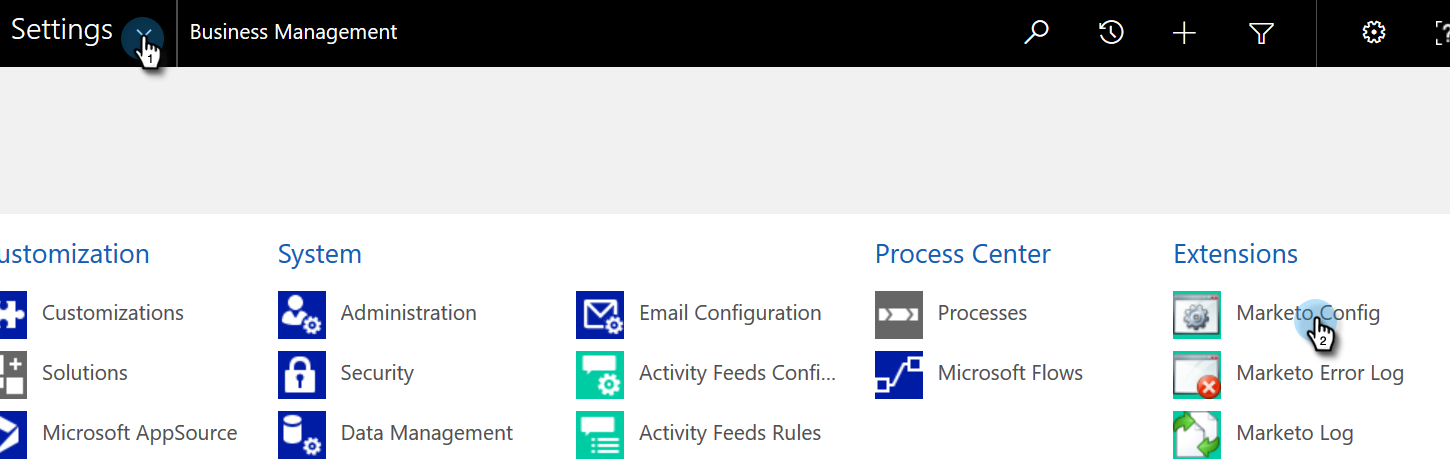 Settings
Business Management
1
ustomization
Customizations
Solutions
Microsoft AppSource
System
Administration
Security
Data Management
Email Configuration
Activity Feeds Confi...
Activity Feeds Rules
Process Center
Processes
Microsoft Flows
Extensions
Marketo Config
2
Marketo Error Log
Marketo Log